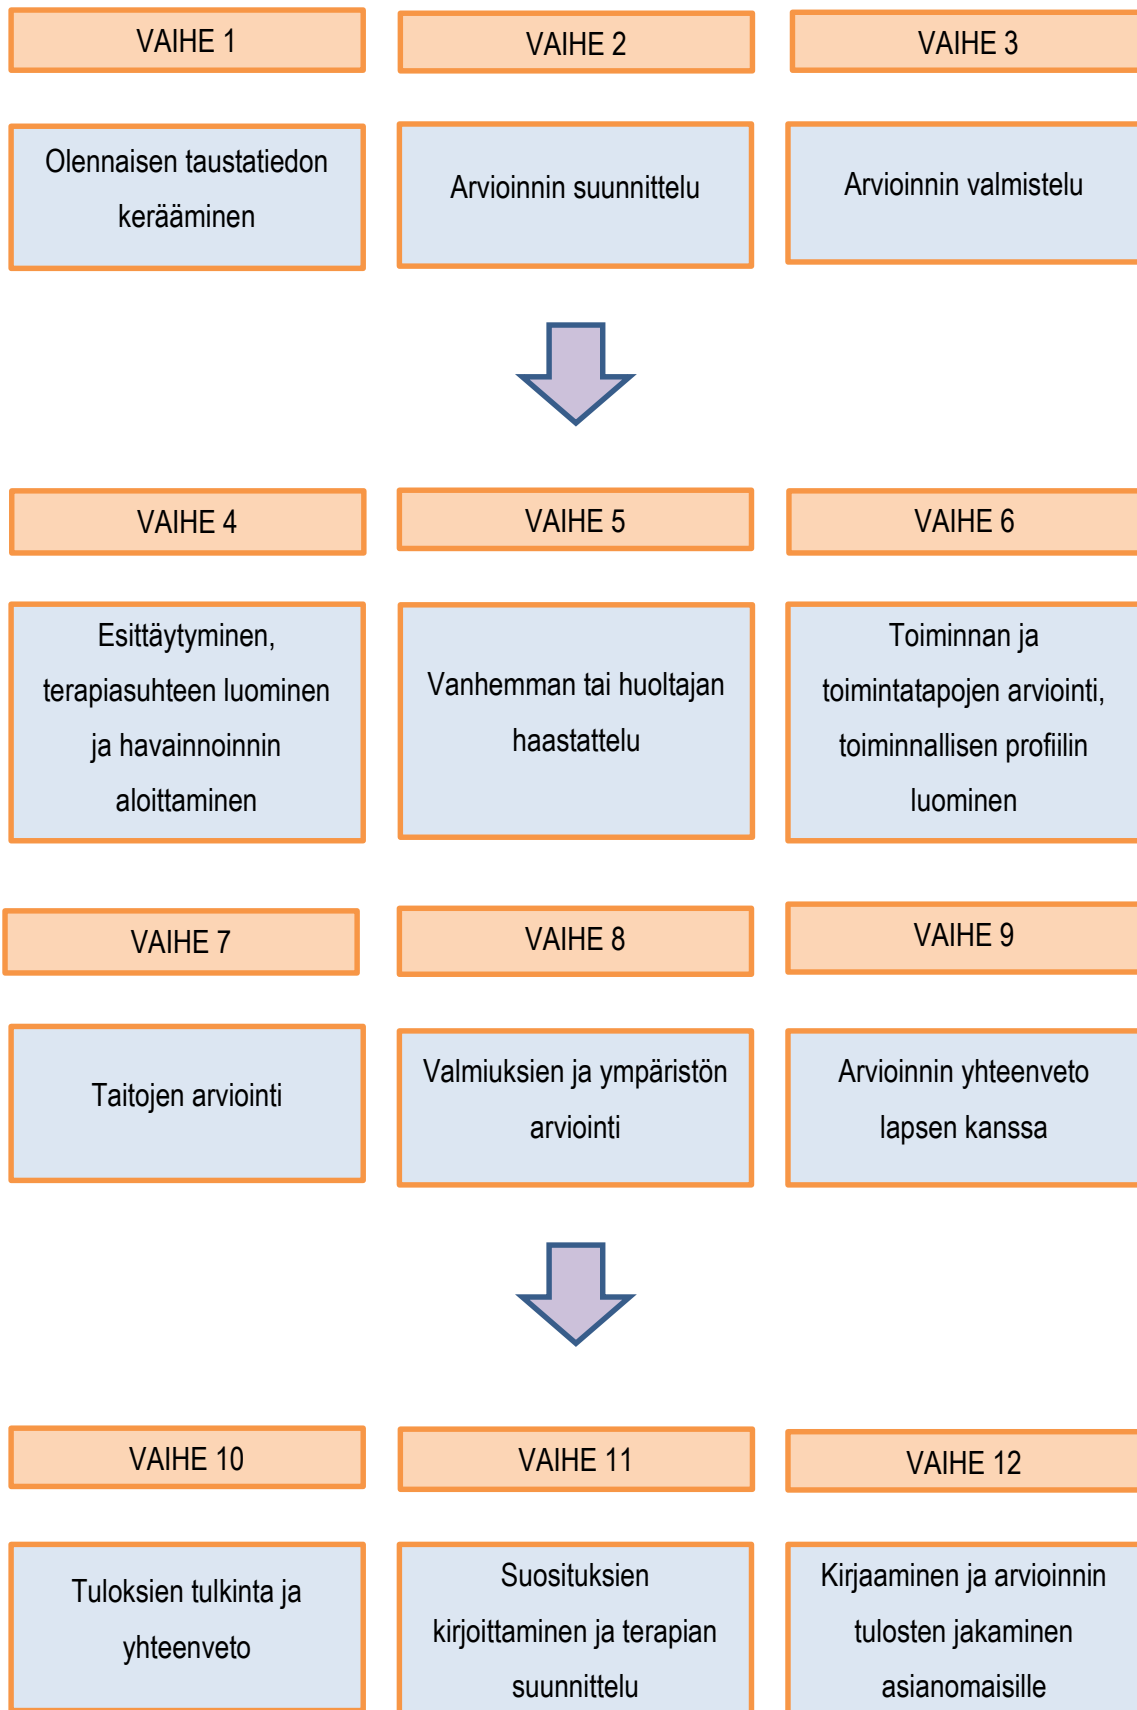 VAIHE 1
VAIHE 2
VAIHE 3
Olennaisen taustatiedon
kerääminen
Arvioinnin suunnittelu
Arvioinnin valmistelu
VAIHE 4
VAIHE 5
VAIHE 6
Esittäytyminen,
terapiasuhteen luominen
ja havainnoinnin
aloittaminen
Vanhemman tai huoltajan
haastattelu
Toiminnan ja
toimintatapojen arviointi,
toiminnallisen profiilin
luominen
VAIHE 7
VAIHE 8
VAIHE 9
Taitojen arviointi
Valmiuksien ja ympäristön
arviointi
Arvioinnin yhteenveto
lapsen kanssa
VAIHE 10
VAIHE 11
VAIHE 12
Tuloksien tulkinta ja
yhteenveto
Suosituksien
kirjoittaminen ja terapian
suunnittelu
Kirjaaminen ja arvioinnin
tulosten jakaminen
asianomaisille